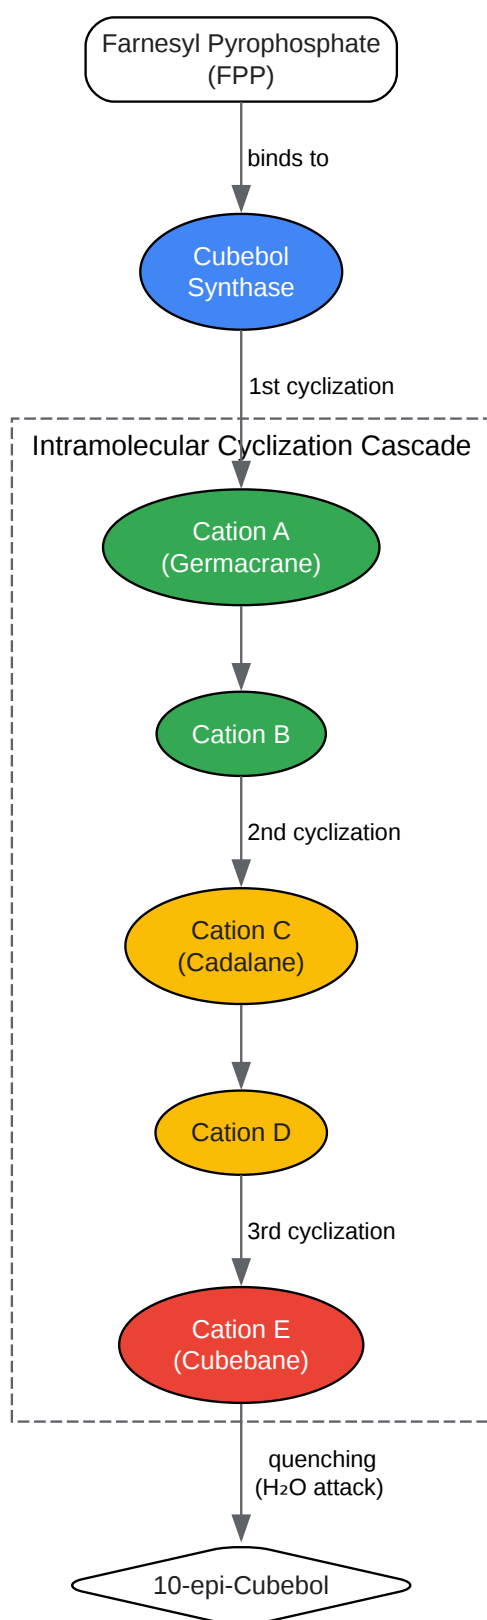 Farnesyl Pyrophosphate
(FPP)
binds to
Cubebol
Synthase
1st cyclization
Intramolecular Cyclization Cascade
Cation A
(Germacrane)
Cation B
2nd cyclization
Cation C
(Cadalane)
Cation D
3rd cyclization
Cation E
(Cubebane)
quenching
(H₂O attack)
10-epi-Cubebol